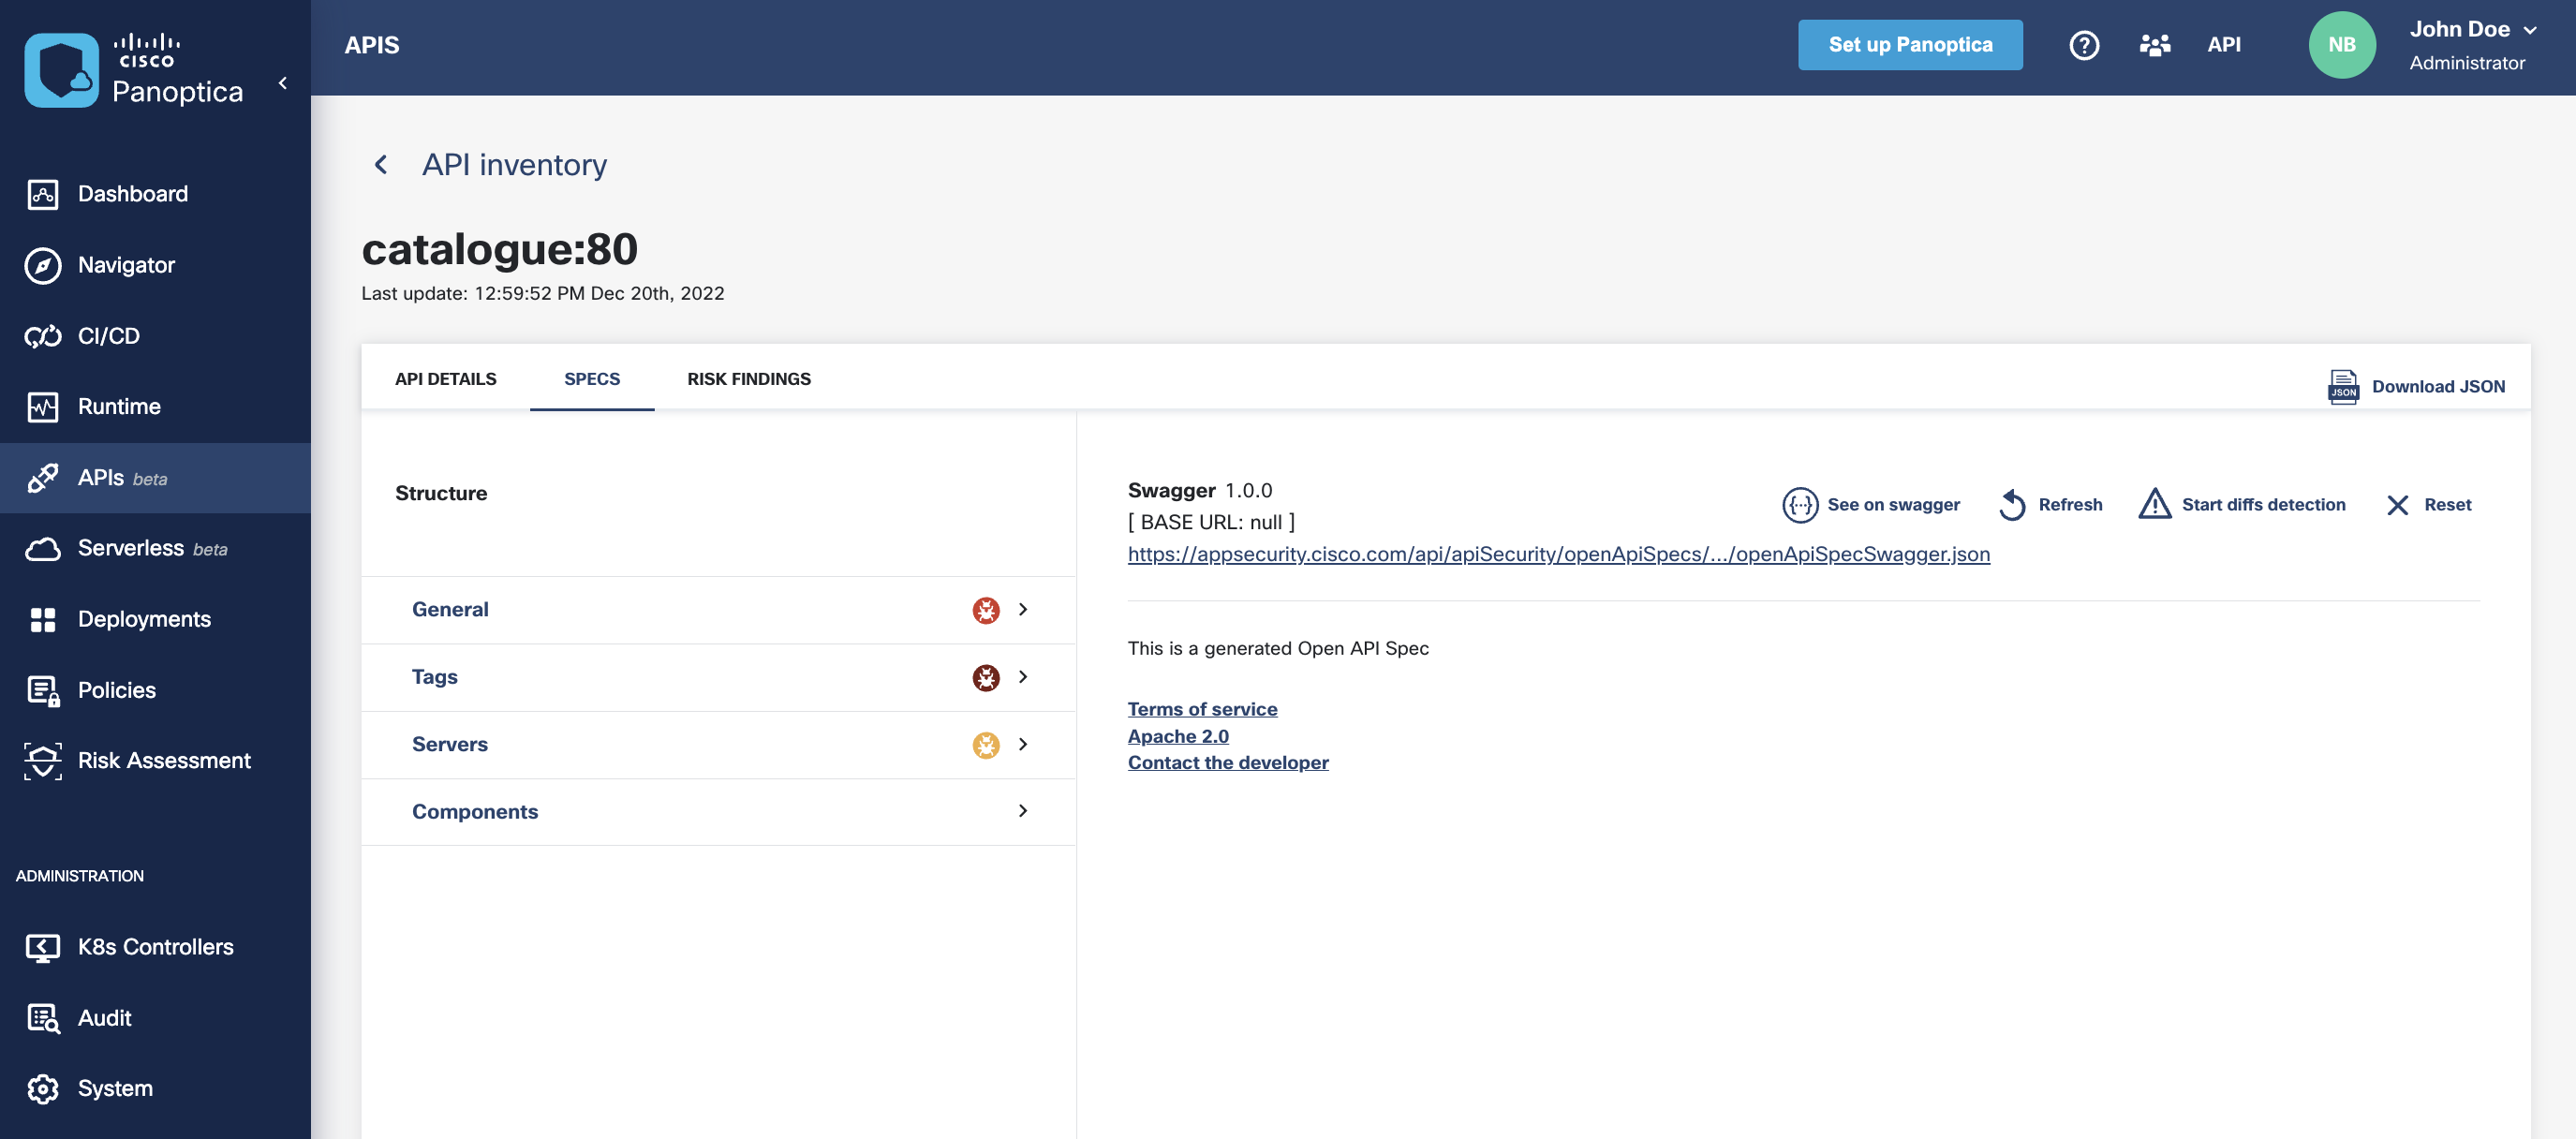 cisco
Panoptica
Dashboard
Navigator
CI/CD
Runtime
APIs beta
Serverless beta
Deployments
Policies
Risk Assessment
ADMINISTRATION
K8s Controllers
Audit
System
APIS
Set up Panoptica
?
API
NB
John Doe
Administrator
API inventory
catalogue:80
Last update: 12:59:52 PM Dec 20th, 2022
API DETAILS SPECS RISK FINDINGS
JSON Download JSON
Structure
General
Tags
Servers
Components
Swagger 1.0.0
[ BASE URL: null ]
https://appsecurity.cisco.com/api/apiSecurity/openApiSpecs/.../openApiSpecSwagger.json
See on swagger Refresh Start diffs detection Reset
This is a generated Open API Spec
Terms of service
Apache 2.0
Contact the developer